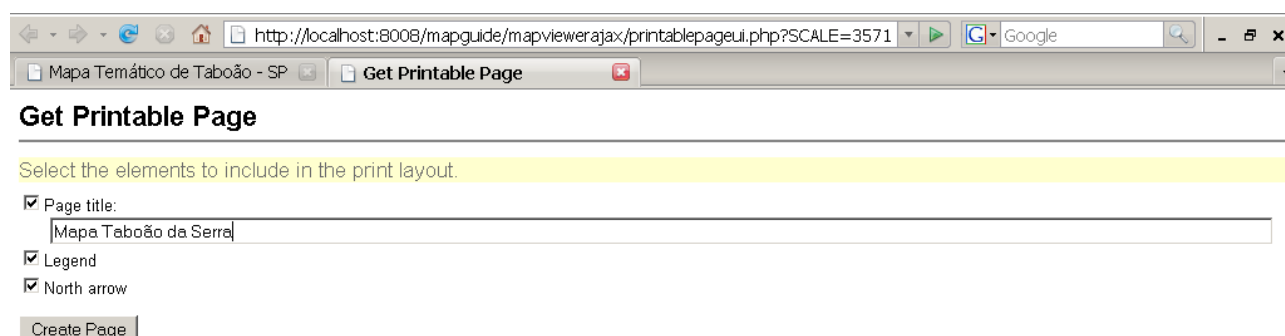 http://localhost:8008/mapguide/mapviewerajax/printablepageui.php?SCALE=3571 G Google
Mapa Temático de Taboão - SP Get Printable Page
Get Printable Page
Select the elements to include in the print layout.
Page title:
Mapa Taboão da Serra
Legend
North arrow
Create Page